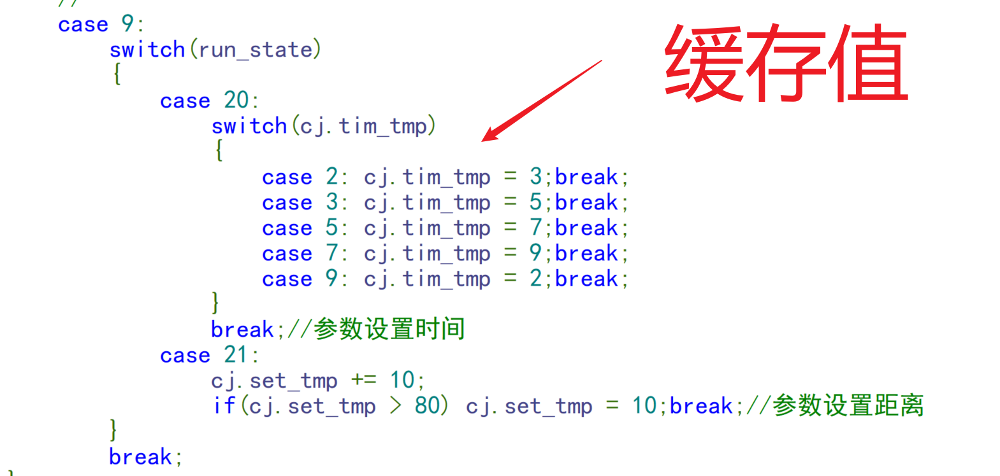 //
case 9:
缓存值
switch(run_state)
{
case 20:
switch(cj.tim_tmp)
{
case 2: cj.tim_tmp = 3;break;
case 3: cj.tim_tmp = 5;break;
case 5: cj.tim_tmp = 7;break;
case 7: cj.tim_tmp = 9;break;
case 9: cj.tim_tmp = 2;break;
}
break;//参数设置时间
case 21:
cj.set_tmp += 10;
if(cj.set_tmp > 80) cj.set_tmp = 10;break;//参数设置距离
}
break;
}